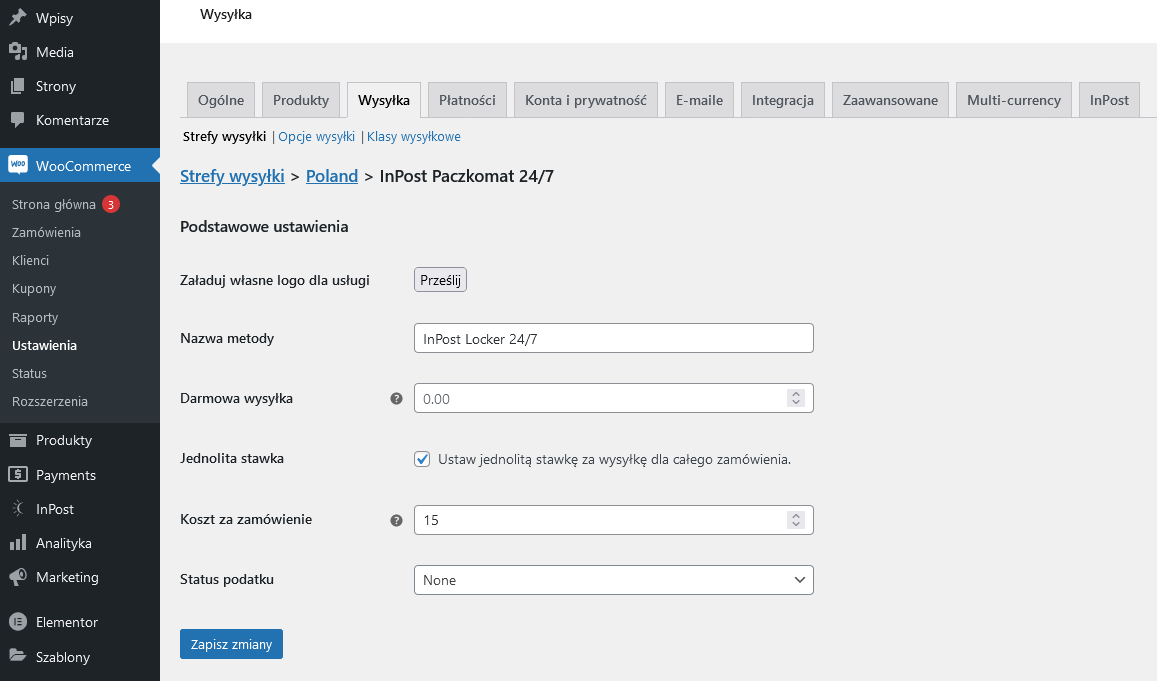 Wpisy
Media
Strony
Komentarze
WooCommerce
Strona główna 3
Zamówienia
Klienci
Kupony
Raporty
Ustawienia
Status
Rozszerzenia
Produkty
Payments
InPost
Analityka
Marketing
Elementor
Szablony
Wysyłka
Ogólne Produkty Wysyłka Płatności Konta i prywatność E-maile Integracja Zaawansowane Multi-currency InPost
Strefy wysyłki | Opcje wysyłki | Klasy wysyłkowe
Strefy wysyłki > Poland > InPost Paczkomat 24/7
Podstawowe ustawienia
Załaduj własne logo dla usługi Prześlij
Nazwa metody InPost Locker 24/7
Darmowa wysyłka ? 0.00
Jednolita stawka Ustaw jednolitą stawkę za wysyłkę dla całego zamówienia.
Koszt za zamówienie ? 15
Status podatku None
Zapisz zmiany